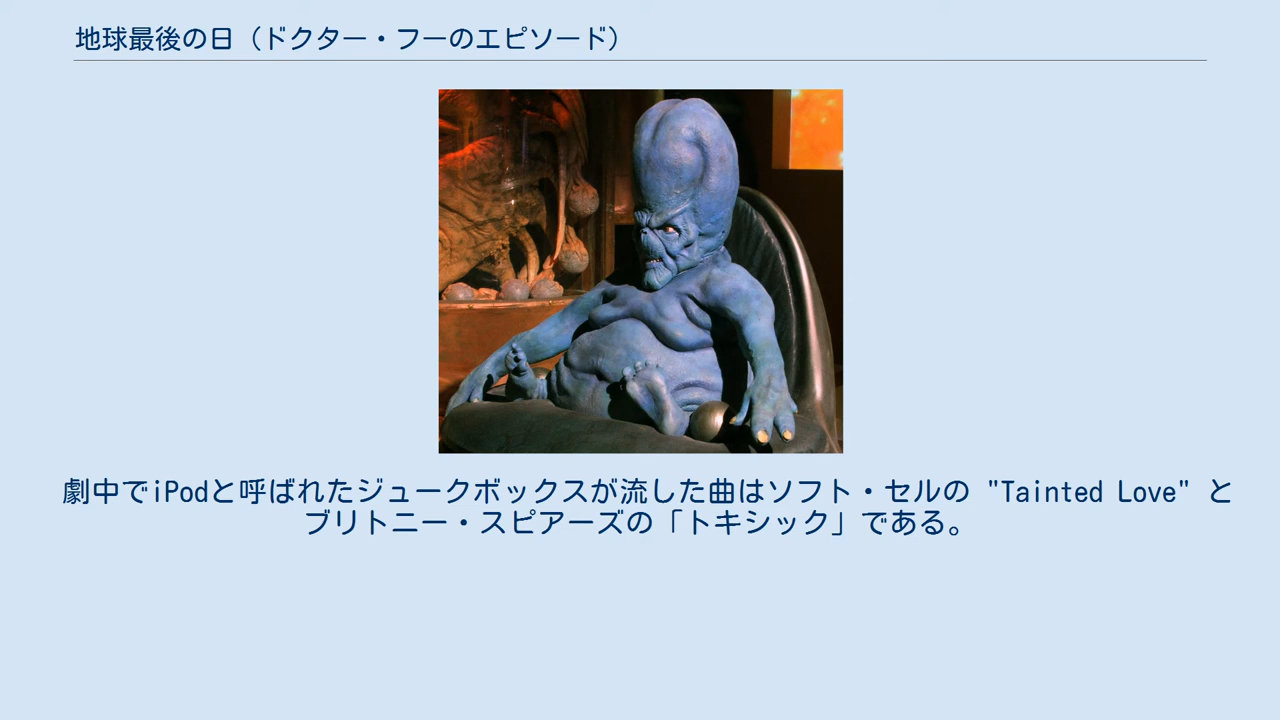 地球最後の日（ドクター・フーのエピソード）
劇中でiPodと呼ばれたジュークボックスが流した曲はソフト・セルの "Tainted Love" と
ブリトニー・スピアーズの「トキシック」である。